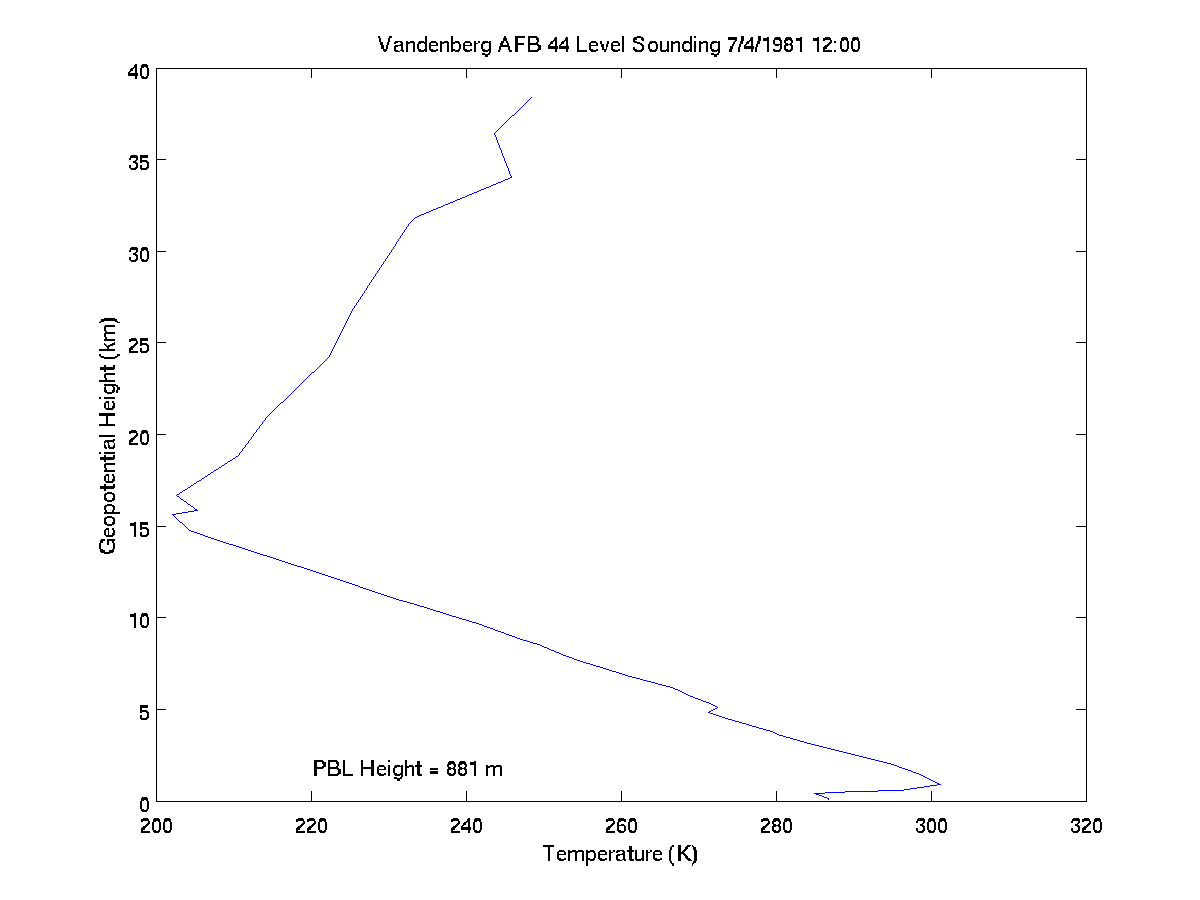 Vandenberg AFB 44 Level Sounding 7/4/1981 12:00
40
35
30
25
20
15
10
5
0
Geopotential Height (km)
PBL Height = 881 m
200 220 240 260 280 300 320
Temperature (K)